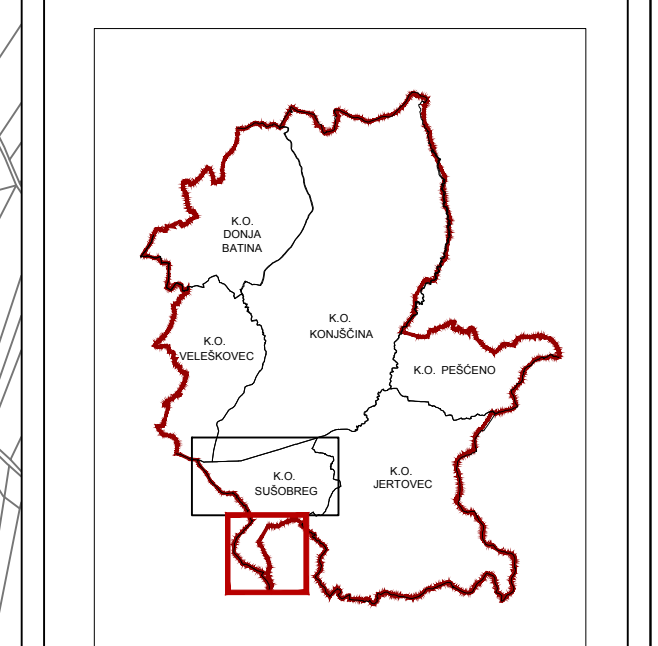 K.O.
DONJA
BATINA
K.O.
KONJŠČINA
K.O.
VELEŠKOVEC
K.O. PEŠĆENO
K.O.
JERTOVEC
K.O.
SUŠOBREG